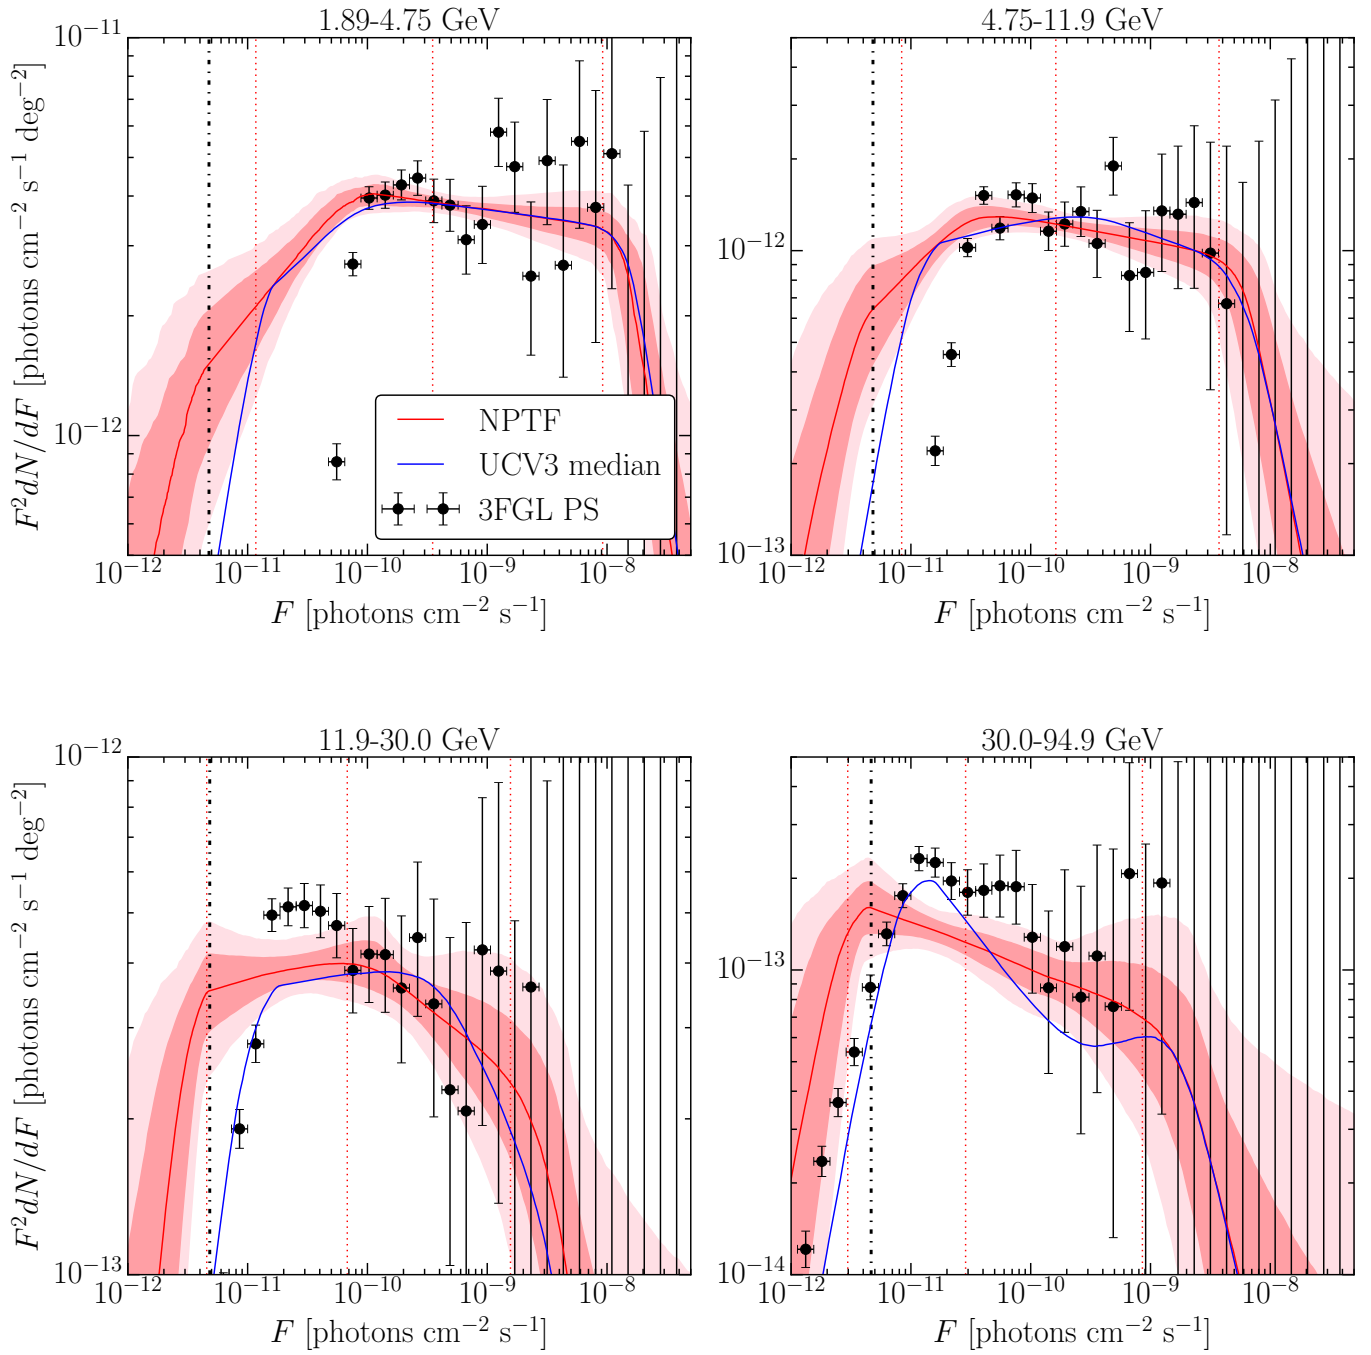 1.89-4.75 GeV
4.75-11.9 GeV
10⁻¹¹
10⁻¹²
F²dN/dF [photons cm⁻² s⁻¹ deg⁻²]
NPTF
UCV3 median
3FGL PS
10⁻¹² 10⁻¹¹ 10⁻¹⁰ 10⁻⁹ 10⁻⁸
F [photons cm⁻² s⁻¹]
10⁻¹²
10⁻¹³
10⁻¹² 10⁻¹¹ 10⁻¹⁰ 10⁻⁹ 10⁻⁸
F [photons cm⁻² s⁻¹]
11.9-30.0 GeV
30.0-94.9 GeV
10⁻¹²
10⁻¹³
F²dN/dF [photons cm⁻² s⁻¹ deg⁻²]
10⁻¹² 10⁻¹¹ 10⁻¹⁰ 10⁻⁹ 10⁻⁸
F [photons cm⁻² s⁻¹]
10⁻¹³
10⁻¹⁴
10⁻¹² 10⁻¹¹ 10⁻¹⁰ 10⁻⁹ 10⁻⁸
F [photons cm⁻² s⁻¹]